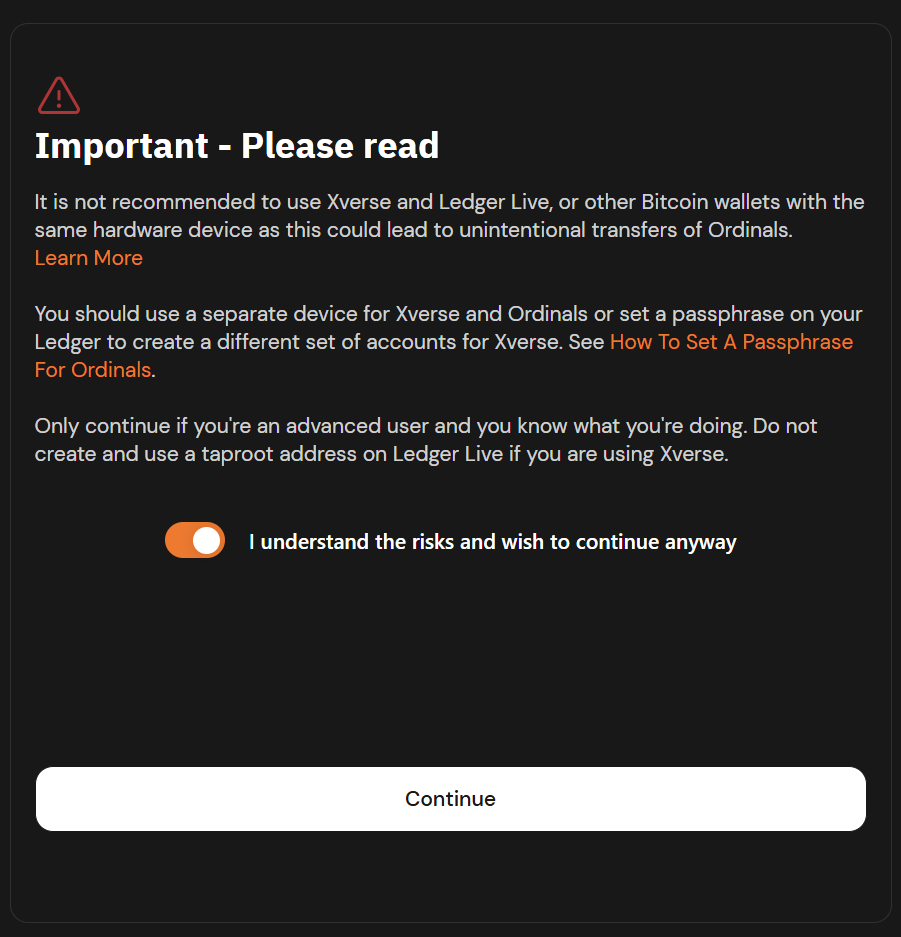 Important - Please read
It is not recommended to use Xverse and Ledger Live, or other Bitcoin wallets with the
same hardware device as this could lead to unintentional transfers of Ordinals.
Learn More
You should use a separate device for Xverse and Ordinals or set a passphrase on your
Ledger to create a different set of accounts for Xverse. See How To Set A Passphrase
For Ordinals.
Only continue if you're an advanced user and you know what you're doing. Do not
create and use a taproot address on Ledger Live if you are using Xverse.
I understand the risks and wish to continue anyway
Continue